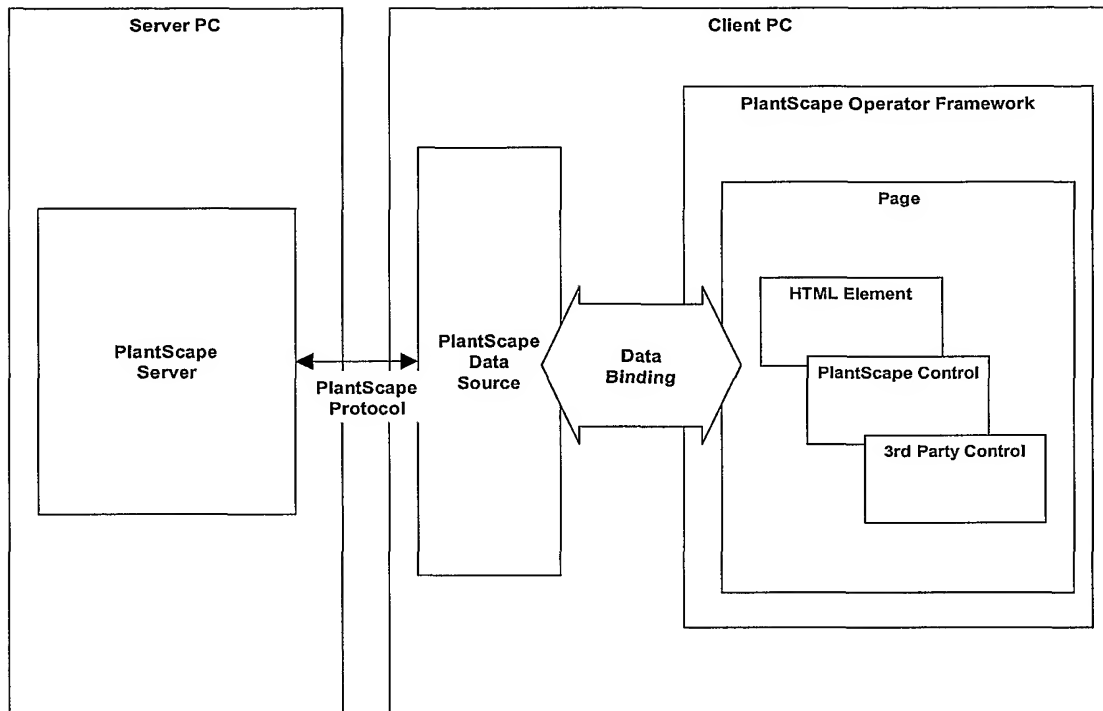 Server PC
Client PC
PlantScape Operator Framework
Page
HTML Element
PlantScape Control
3rd Party Control
PlantScape
Server
PlantScape
Protocol
PlantScape
Data
Source
Data
Binding